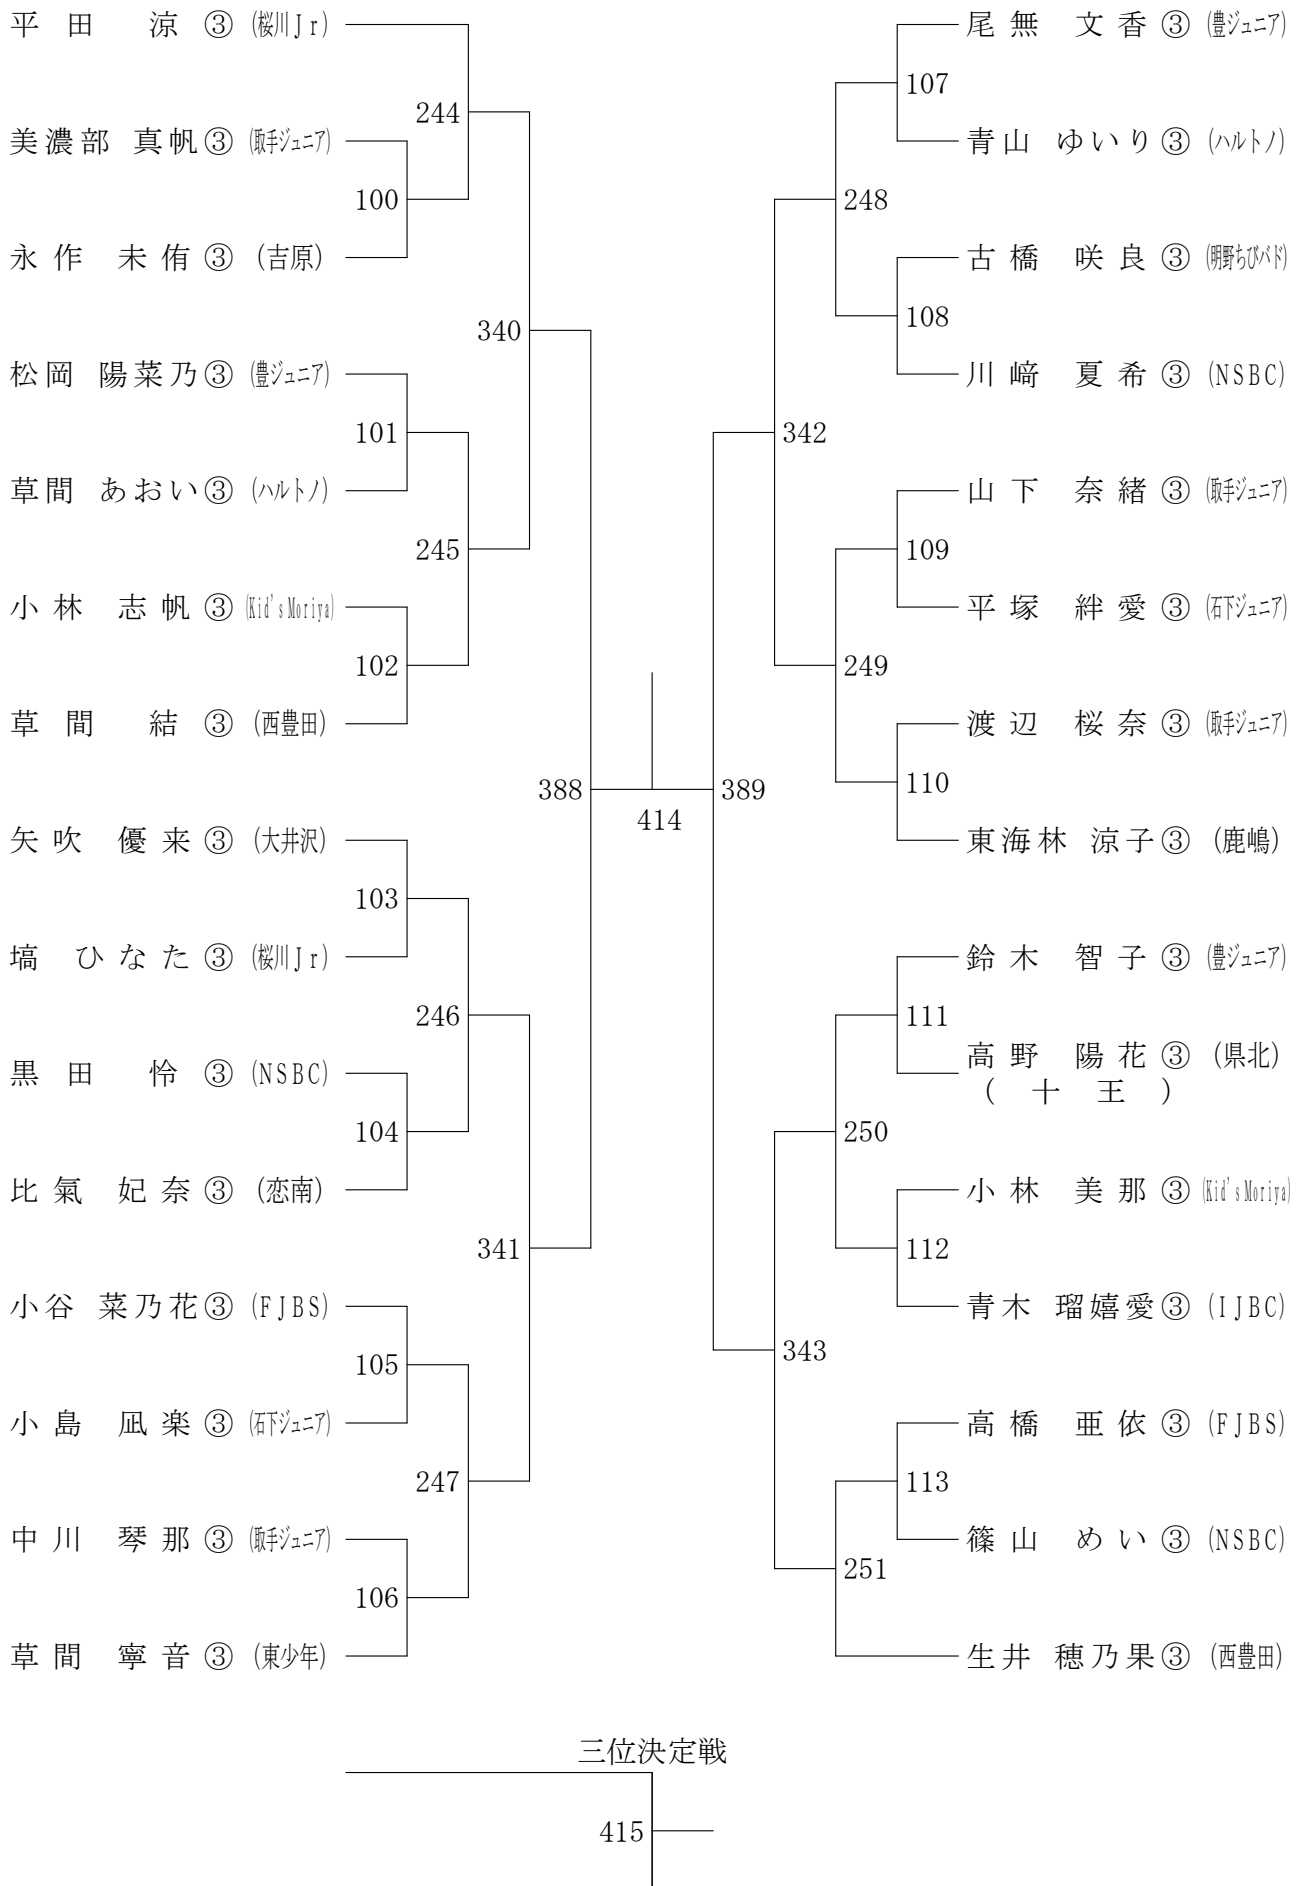 平田 涼 ③ (桜川Jr)
244
美濃部 真帆 ③ (取手ジュニア)
100
永作 未侑 ③ (吉原)
340
松岡 陽菜乃 ③ (豊ジュニア)
101
草間 あおい ③ (ハルトノ)
245
小林 志帆 ③ (Kid's Moriya)
102
草間 結 ③ (西豊田)
388
矢吹 優来 ③ (大井沢)
103
塙 ひなた ③ (桜川Jr)
246
黒田 怜 ③ (NSBC)
104
比氣 妃奈 ③ (恋南)
341
小谷 菜乃花 ③ (FJBS)
105
小島 凪楽 ③ (石下ジュニア)
247
中川 琴那 ③ (取手ジュニア)
106
草間 寧音 ③ (東少年)
414
尾無 文香 ③ (豊ジュニア)
107
青山 ゆいり ③ (ハルトノ)
248
古橋 咲良 ③ (明野ちびバド)
108
川﨑 夏希 ③ (NSBC)
342
山下 奈緒 ③ (取手ジュニア)
109
平塚 絆愛 ③ (石下ジュニア)
249
渡辺 桜奈 ③ (取手ジュニア)
110
東海林 涼子 ③ (鹿嶋)
389
鈴木 智子 ③ (豊ジュニア)
111
高野 陽花 ③ (県北)
( 十 王 )
250
小林 美那 ③ (Kid's Moriya)
112
青木 瑠嬉愛 ③ (IJBC)
343
高橋 亜依 ③ (FJBS)
113
篠山 めい ③ (NSBC)
251
生井 穂乃果 ③ (西豊田)
三位決定戦
415